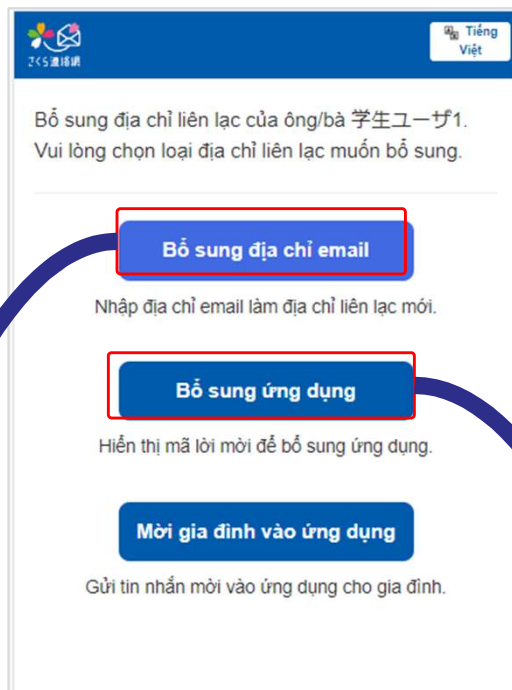 さくら連絡網
Tiếng
Việt
Bổ sung địa chỉ liên lạc của ông/bà 学生ユーザ1.
Vui lòng chọn loại địa chỉ liên lạc muốn bổ sung.
Bổ sung địa chỉ email
Nhập địa chỉ email làm địa chỉ liên lạc mới.
Bổ sung ứng dụng
Hiển thị mã lời mời để bổ sung ứng dụng.
Mời gia đình vào ứng dụng
Gửi tin nhắn mời vào ứng dụng cho gia đình.